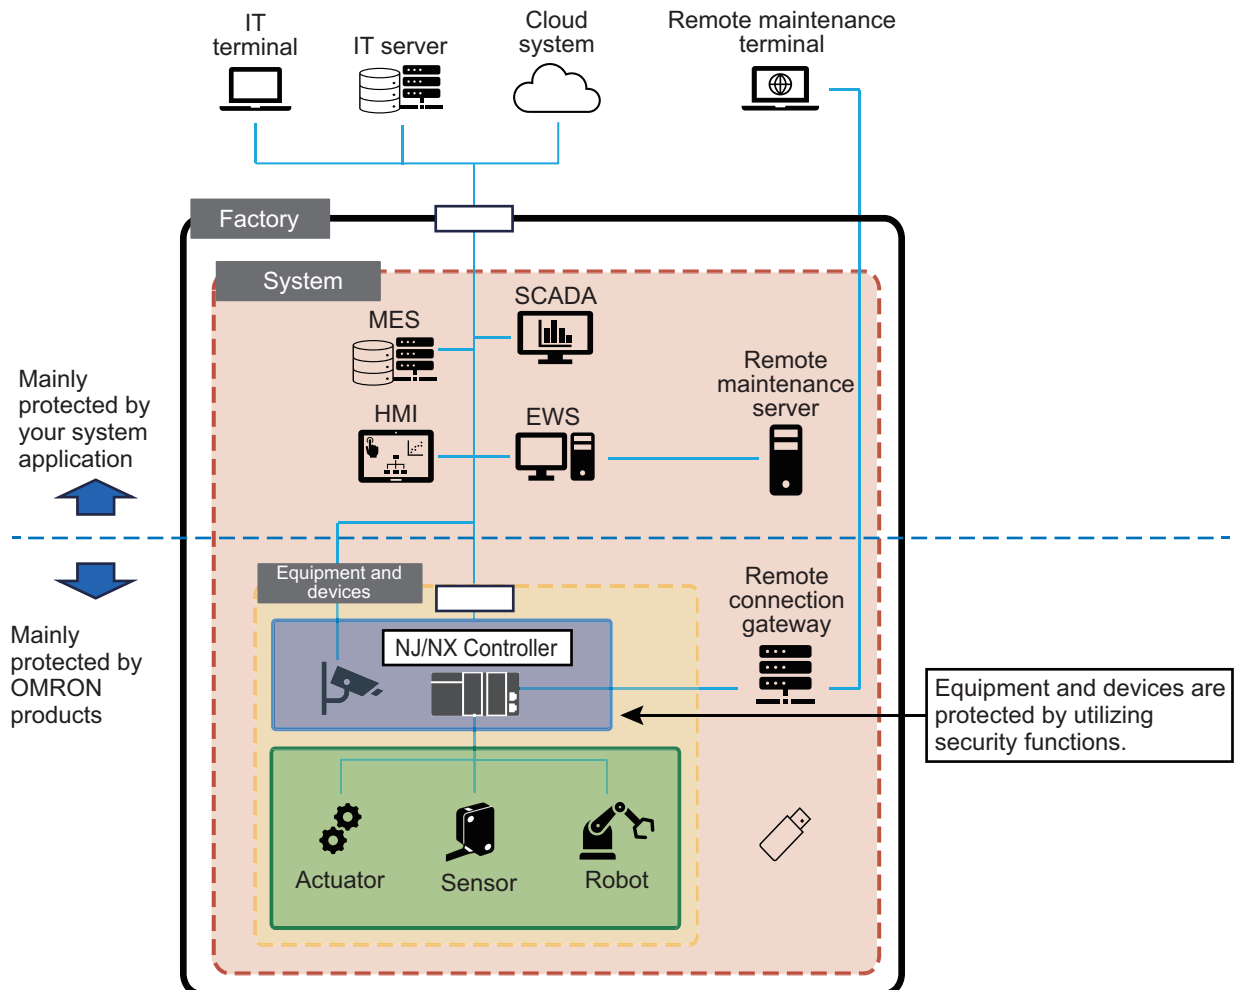 IT
terminal
IT server
Cloud
system
Remote maintenance
terminal
Factory
System
SCADA
MES
Remote
maintenance
server
HMI
EWS
Mainly
protected by
your system
application
Equipment and
devices
Remote
connection
gateway
Mainly
protected by
OMRON
products
NJ/NX Controller
Equipment and devices are
protected by utilizing
security functions.
Actuator
Sensor
Robot